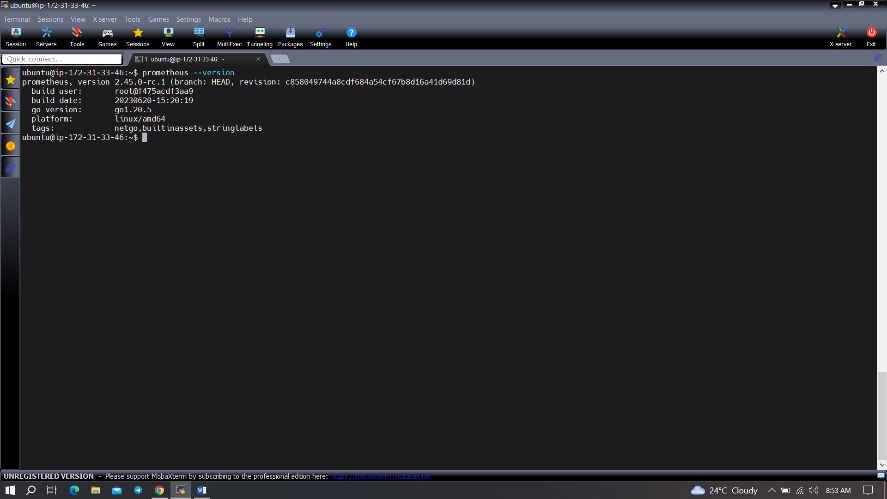 ubuntu@ip-172-31-33-46: ~
Terminal Sessions View X server Tools Games Settings Macros Help
Session Servers Tools Games Sessions View Split MultiExec Tunneling Packages Settings Help X server Exit
Quick connect... 1. ubuntu@ip-172-31-33-46: ~
ubuntu@ip-172-31-33-46:~$ prometheus --version
prometheus, version 2.45.0-rc.1 (branch: HEAD, revision: c858049744a8cdf684a54cf67b8d16a41d69d81d)
build user: root@f475acdf3aa9
build date: 20230620-15:20:19
go version: go1.20.5
platform: linux/amd64
tags: netgo,builtinassets,stringlabels
ubuntu@ip-172-31-33-46:~$
UNREGISTERED VERSION - Please support MobaXterm by subscribing to the professional edition here: https://mobaxterm.mobatek.net
24°C Cloudy 8:53 AM